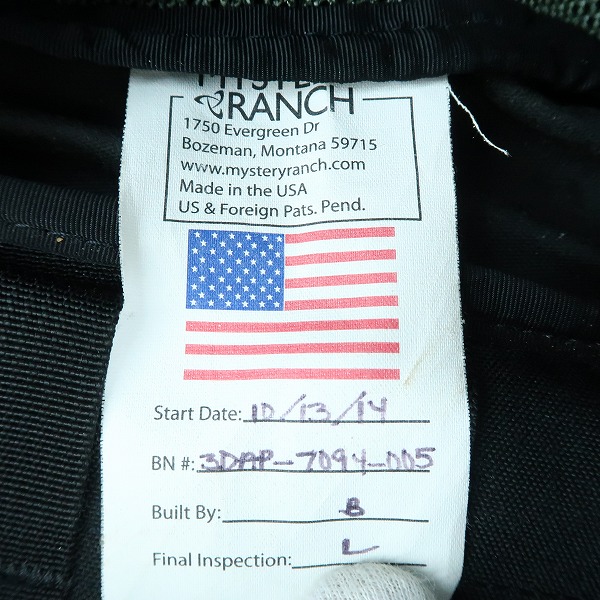 MYSTERY
RANCH
1750 Evergreen Dr
Bozeman, Montana 59715
www.mysteryranch.com
Made in the USA
US & Foreign Pats. Pend.
Start Date: 10/13/14
BN #: 3DAP-7094-005
Built By: B
Final Inspection: L